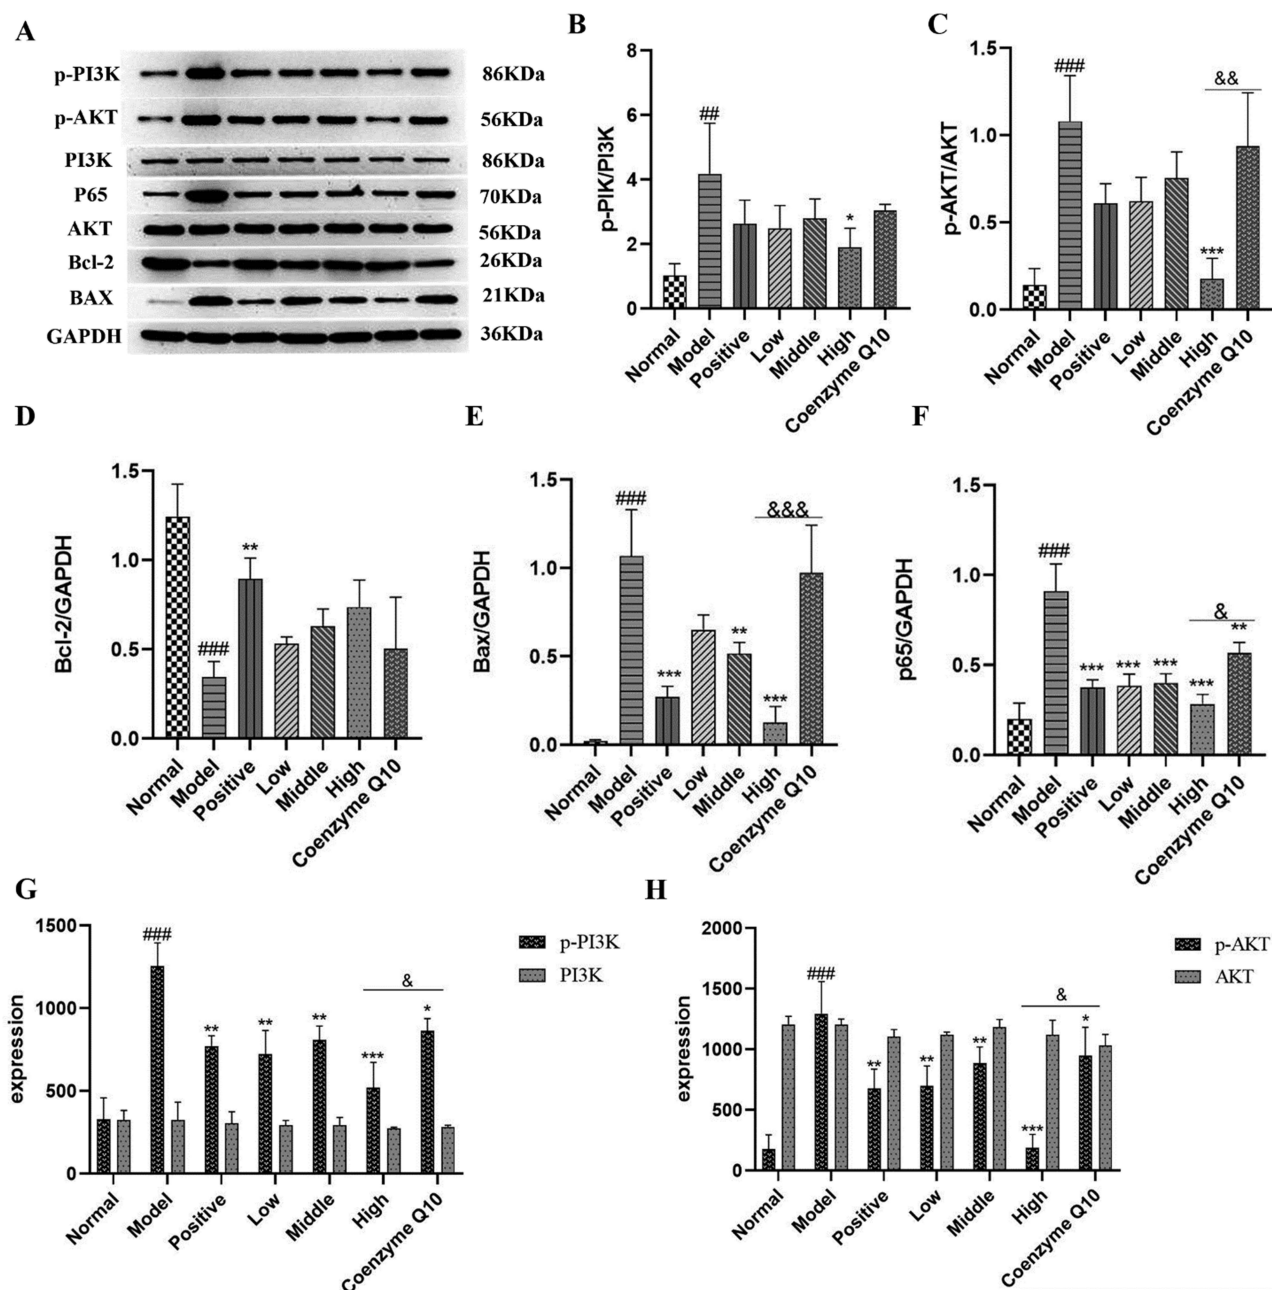 A
p-PI3K 86KDa
p-AKT 56KDa
PI3K 86KDa
P65 70KDa
AKT 56KDa
Bcl-2 26KDa
BAX 21KDa
GAPDH 36KDa
B
p-PIK/PI3K
8
6
4
2
0
##
*
Normal
Model
Positive
Low
Middle
High
Coenzyme Q10
C
p-AKT/AKT
1.5
1.0
0.5
0.0
###
&&
***
Normal
Model
Positive
Low
Middle
High
Coenzyme Q10
D
Bcl-2/GAPDH
1.5
1.0
0.5
0.0
###
**
Normal
Model
Positive
Low
Middle
High
Coenzyme Q10
E
Bax/GAPDH
1.5
1.0
0.5
0.0
###
&&&
***
**
***
Normal
Model
Positive
Low
Middle
High
Coenzyme Q10
F
p65/GAPDH
1.5
1.0
0.5
0.0
###
&
***
***
***
***
**
Normal
Model
Positive
Low
Middle
High
Coenzyme Q10
G
expression
1500
1000
500
0
###
**
**
**
***
&
*
p-PI3K
PI3K
Normal
Model
Positive
Low
Middle
High
Coenzyme Q10
H
expression
2000
1500
1000
500
0
###
**
**
**
***
&
*
p-AKT
AKT
Normal
Model
Positive
Low
Middle
High
Coenzyme Q10